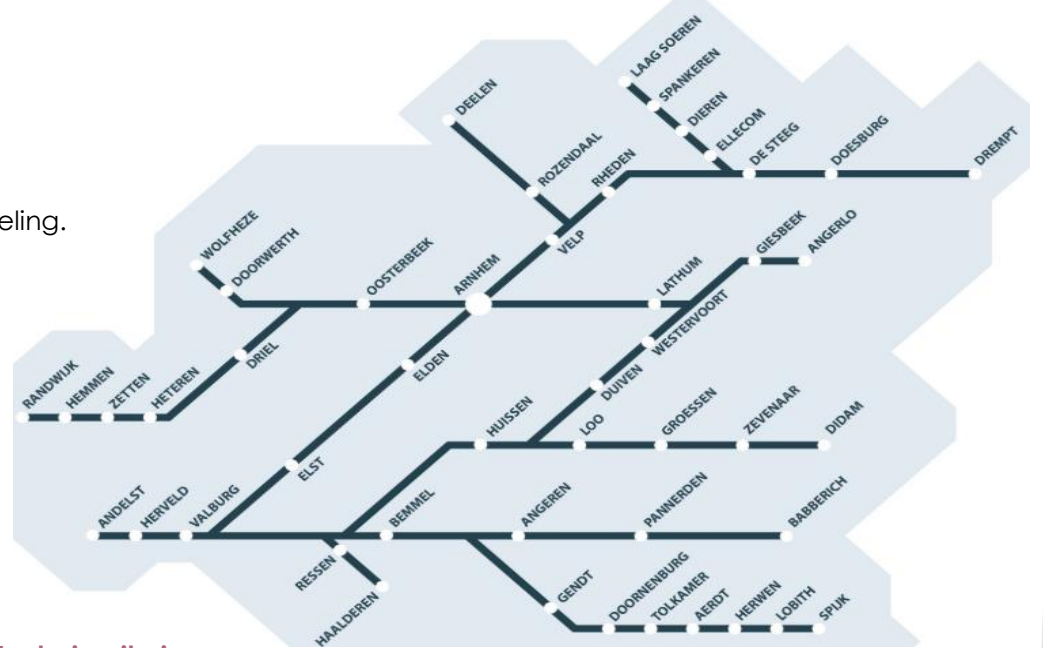 eling.
LAAG SOEREN
SPANKEREN
DIEREN
ELLECOM
DE STEEG
DOESBURG
DREMPT
DEELEN
ROZENDAAL
RHEDEN
VELP
WOLFHEZE
DOORWERTH
OOSTERBEEK
ARNHEM
LATHUM
GIESBEEK
ANGERLO
WESTERVOORT
DUIVEN
RANDWIJK
HEMMEN
ZETTEN
HETEREN
DRIEL
ELDEN
HUISSEN
LOO
GROESSEN
ZEVENAAR
DIDAM
ELST
ANDELST
HERVELD
VALBURG
BEMMEL
ANGEREN
PANNERDEN
BABBERICH
RESSEN
HAALDEREN
GENDT
DOORNENBURG
TOLKAMER
AERDT
HERWEN
LOBITH
SPIJK